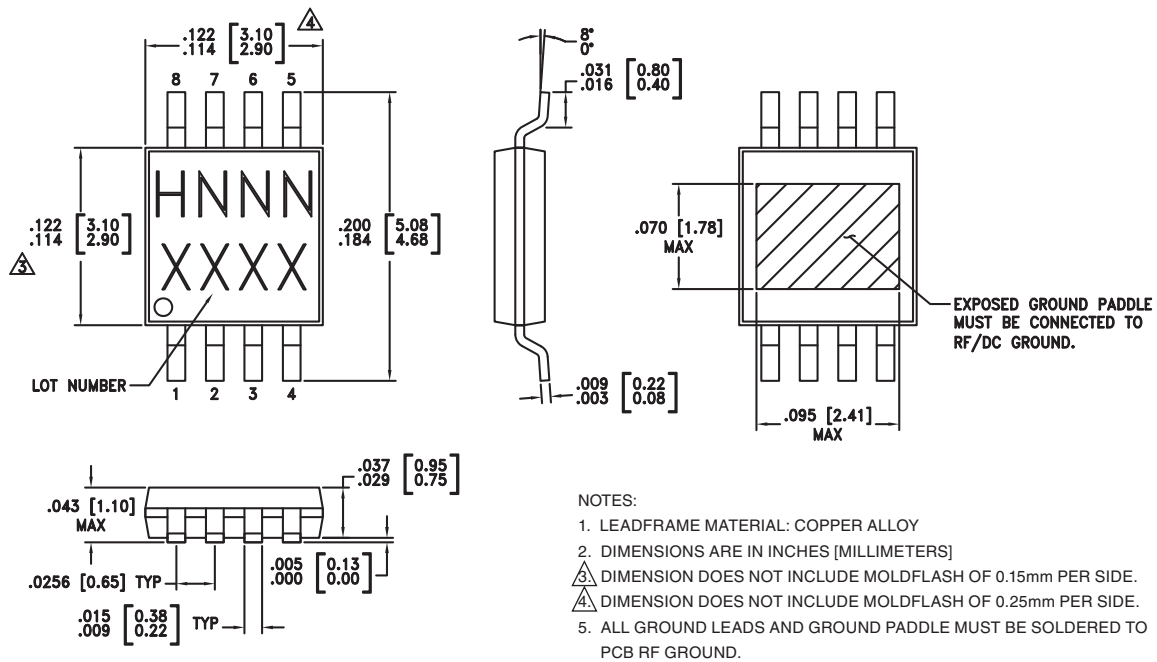 .122 [3.10]
.114 [2.90]
4
8 7 6 5
.122 [3.10]
.114 [2.90]
3
HNNN
XXXX
.200 [5.08]
.184 [4.68]
LOT NUMBER
1 2 3 4
8°
0°
.031 [0.80]
.016 [0.40]
.009 [0.22]
.003 [0.08]
.070 [1.78]
MAX
EXPOSED GROUND PADDLE
MUST BE CONNECTED TO
RF/DC GROUND.
.095 [2.41]
MAX
.037 [0.95]
.029 [0.75]
.043 [1.10]
MAX
.005 [0.13]
.000 [0.00]
.0256 [0.65] TYP
.015 [0.38]
.009 [0.22] TYP
NOTES:
1. LEADFRAME MATERIAL: COPPER ALLOY
2. DIMENSIONS ARE IN INCHES [MILLIMETERS]
3. DIMENSION DOES NOT INCLUDE MOLDFLASH OF 0.15mm PER SIDE.
4. DIMENSION DOES NOT INCLUDE MOLDFLASH OF 0.25mm PER SIDE.
5. ALL GROUND LEADS AND GROUND PADDLE MUST BE SOLDERED TO
PCB RF GROUND.